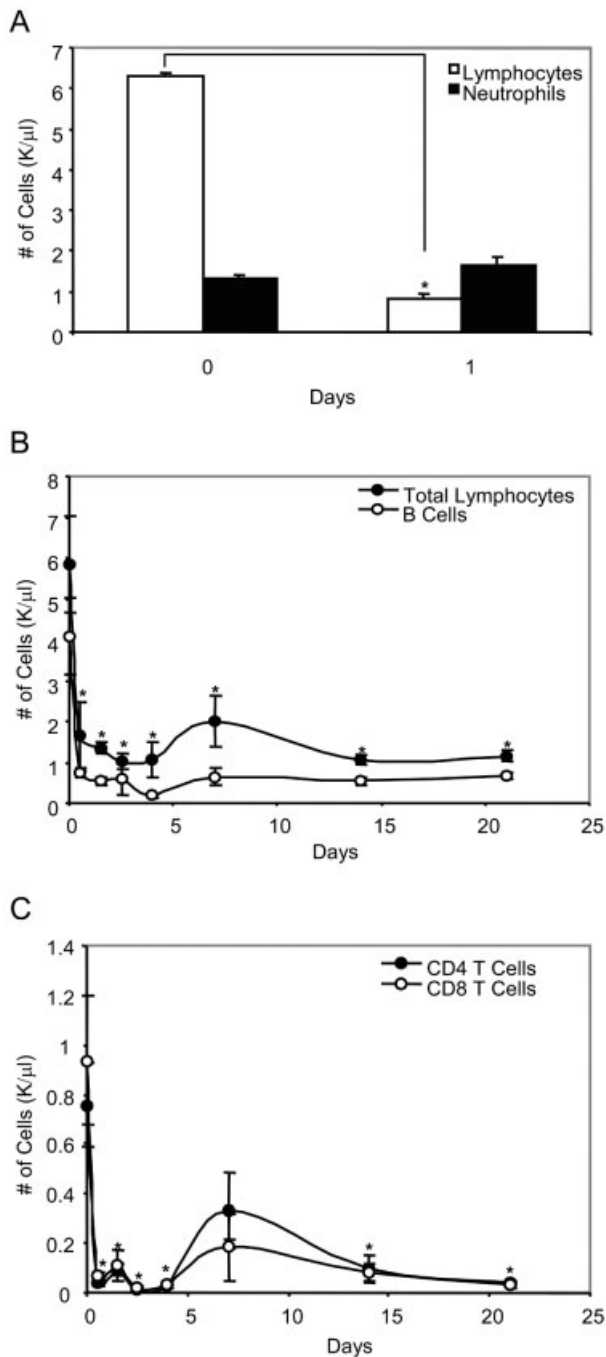 A
7
6
5
4
3
2
1
0
# of Cells (K/µl)
Lymphocytes
Neutrophils
*
0 1
Days
B
8
7
6
5
4
3
2
1
0
# of Cells (K/µl)
Total Lymphocytes
B Cells
* * * * * * *
0 5 10 15 20 25
Days
C
1.4
1.2
1
0.8
0.6
0.4
0.2
0
# of Cells (K/µl)
CD4 T Cells
CD8 T Cells
* * * * * *
0 5 10 15 20 25
Days